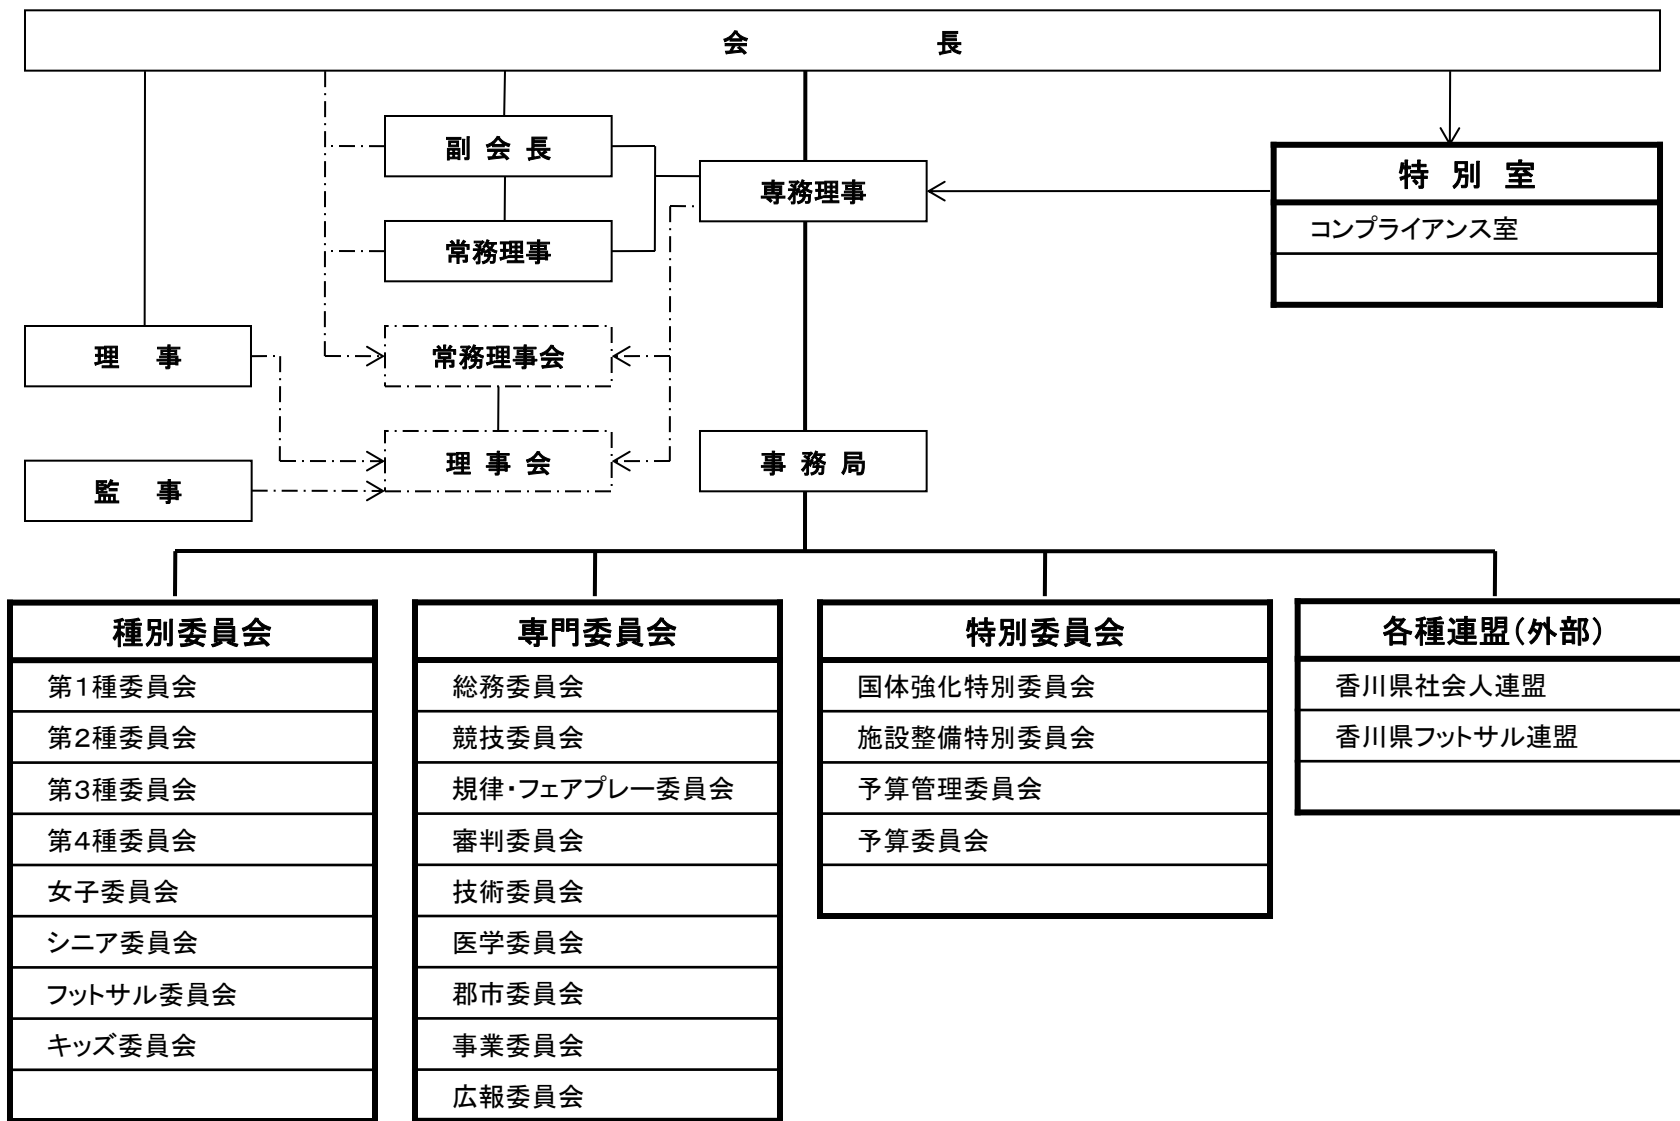 会　長
副 会 長
専務理事
特 別 室
コンプライアンス室
常務理事
理　事
常務理事会
監　事
理 事 会
事 務 局
種別委員会
第1種委員会
第2種委員会
第3種委員会
第4種委員会
女子委員会
シニア委員会
フットサル委員会
キッズ委員会
専門委員会
総務委員会
競技委員会
規律・フェアプレー委員会
審判委員会
技術委員会
医学委員会
郡市委員会
事業委員会
広報委員会
特別委員会
国体強化特別委員会
施設整備特別委員会
予算管理委員会
予算委員会
各種連盟（外部）
香川県社会人連盟
香川県フットサル連盟